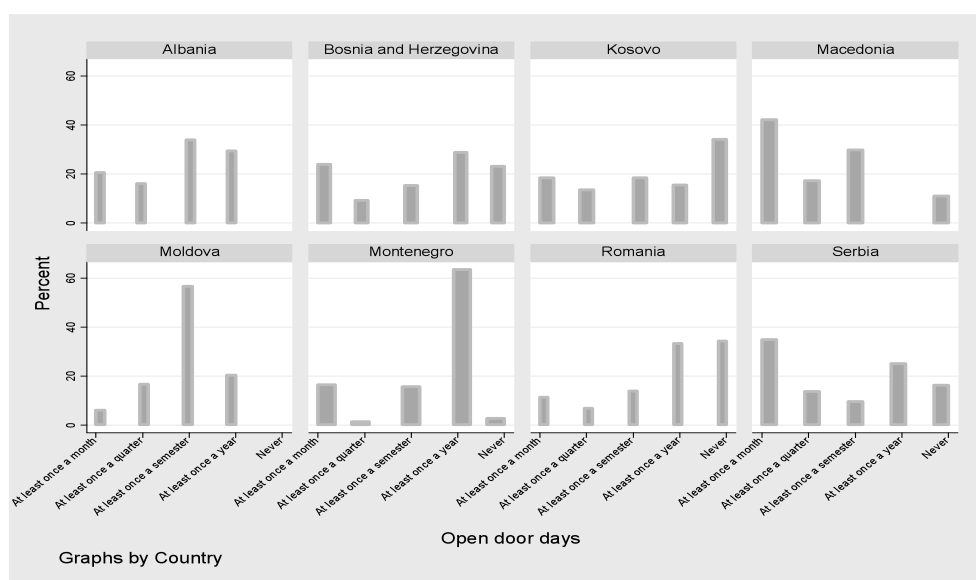 Albania
Bosnia and Herzegovina
Kosovo
Macedonia
60
40
20
0
Moldova
Montenegro
Romania
Serbia
60
40
20
0
Percent
At least once a month
At least once a quarter
At least once a semester
At least once a year
Never
At least once a month
At least once a quarter
At least once a semester
At least once a year
Never
At least once a month
At least once a quarter
At least once a semester
At least once a year
Never
At least once a month
At least once a quarter
At least once a semester
At least once a year
Never
Open door days
Graphs by Country